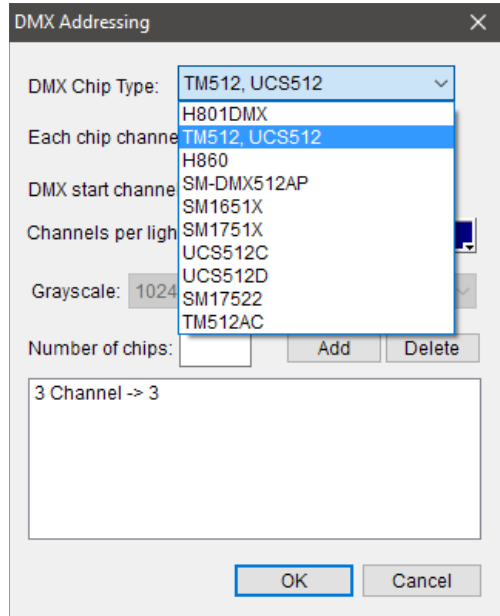 DMX Addressing
DMX Chip Type: TM512, UCS512
H801DMX
Each chip channe TM512, UCS512
H860
DMX start channe SM-DMX512AP
SM1651X
Channels per ligh SM1751X
UCS512C
UCS512D
Grayscale: 1024 SM17522
TM512AC
Number of chips: Add Delete
3 Channel -> 3
OK Cancel